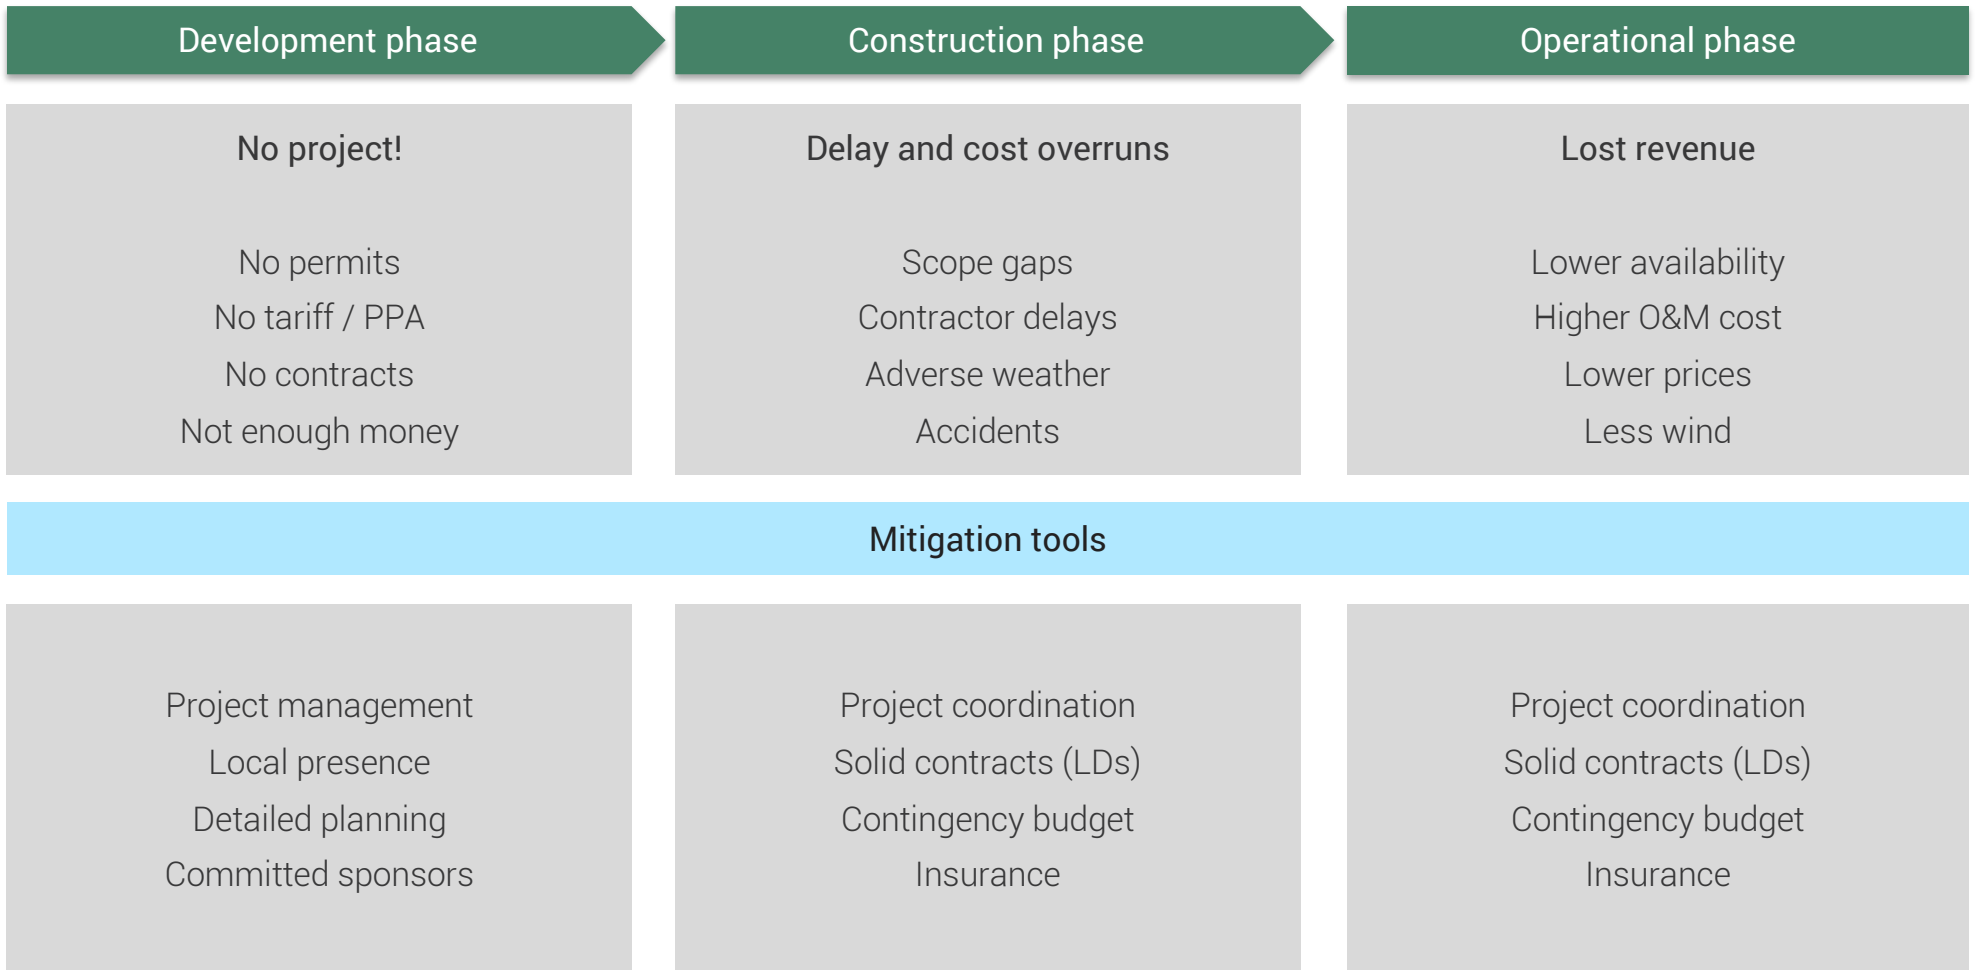 Development phase
Construction phase
Operational phase
No project!
No permits
No tariff / PPA
No contracts
Not enough money
Delay and cost overruns
Scope gaps
Contractor delays
Adverse weather
Accidents
Lost revenue
Lower availability
Higher O&M cost
Lower prices
Less wind
Mitigation tools
Project management
Local presence
Detailed planning
Committed sponsors
Project coordination
Solid contracts (LDs)
Contingency budget
Insurance
Project coordination
Solid contracts (LDs)
Contingency budget
Insurance